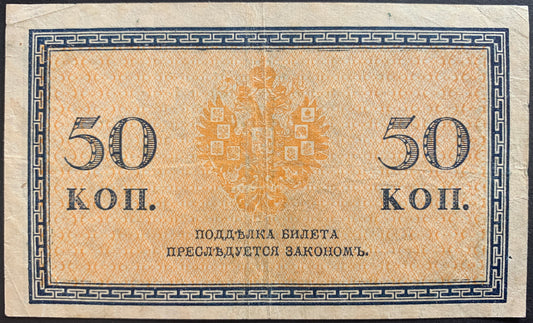 50 50
КОП. КОП.
ПОДДѢЛКА БИЛЕТА
ПРЕСЛѢДУЕТСЯ ЗАКОНОМЪ.